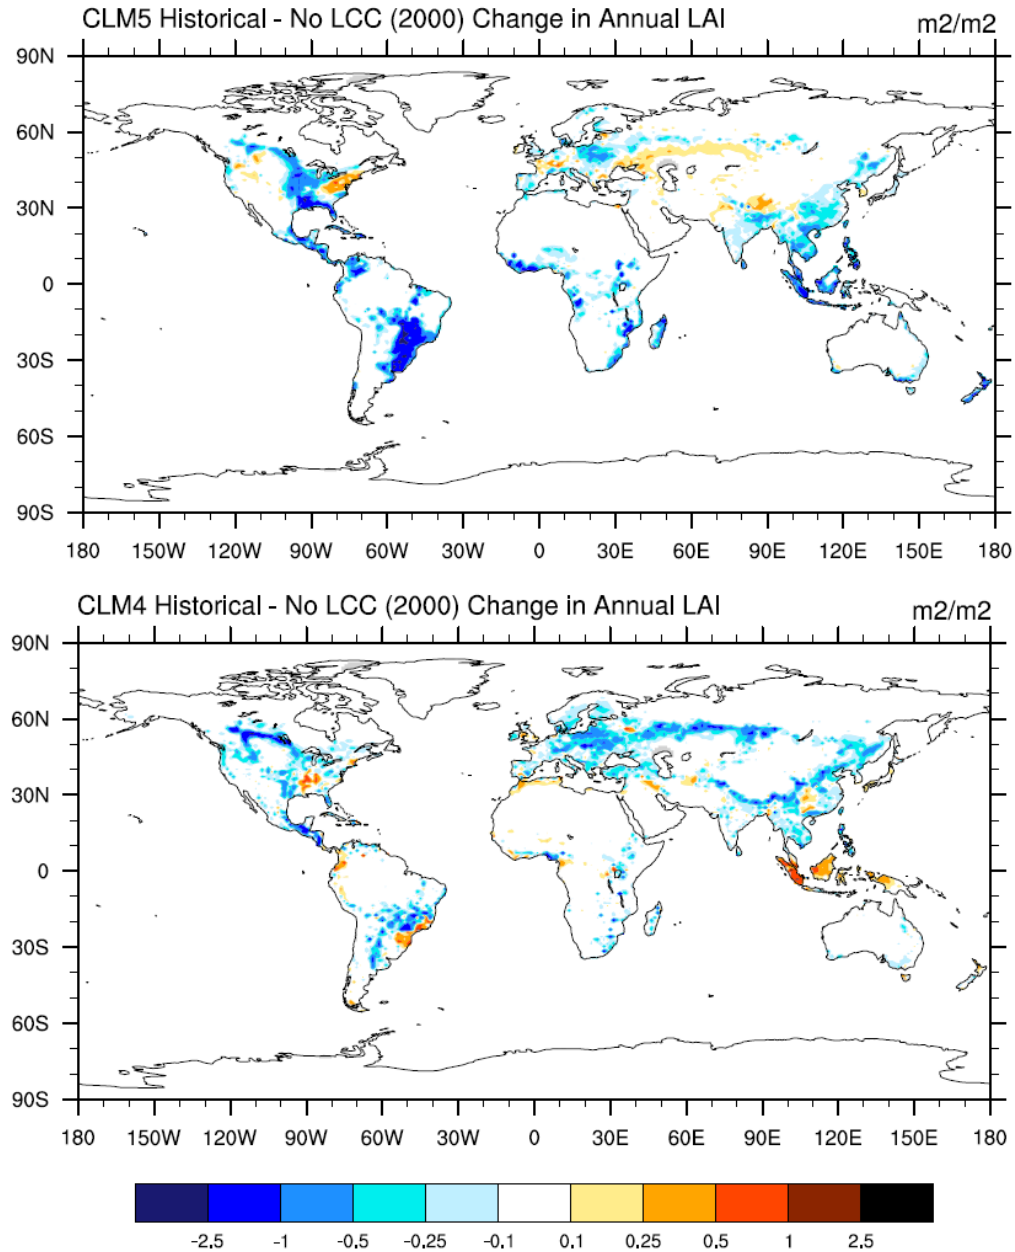 CLM5 Historical - No LCC (2000) Change in Annual LAI m2/m2
90N
60N
30N
0
30S
60S
90S
180 150W 120W 90W 60W 30W 0 30E 60E 90E 120E 150E 180
CLM4 Historical - No LCC (2000) Change in Annual LAI m2/m2
90N
60N
30N
0
30S
60S
90S
180 150W 120W 90W 60W 30W 0 30E 60E 90E 120E 150E 180
-2.5 -1 -0.5 -0.25 -0.1 0.1 0.25 0.5 1 2.5